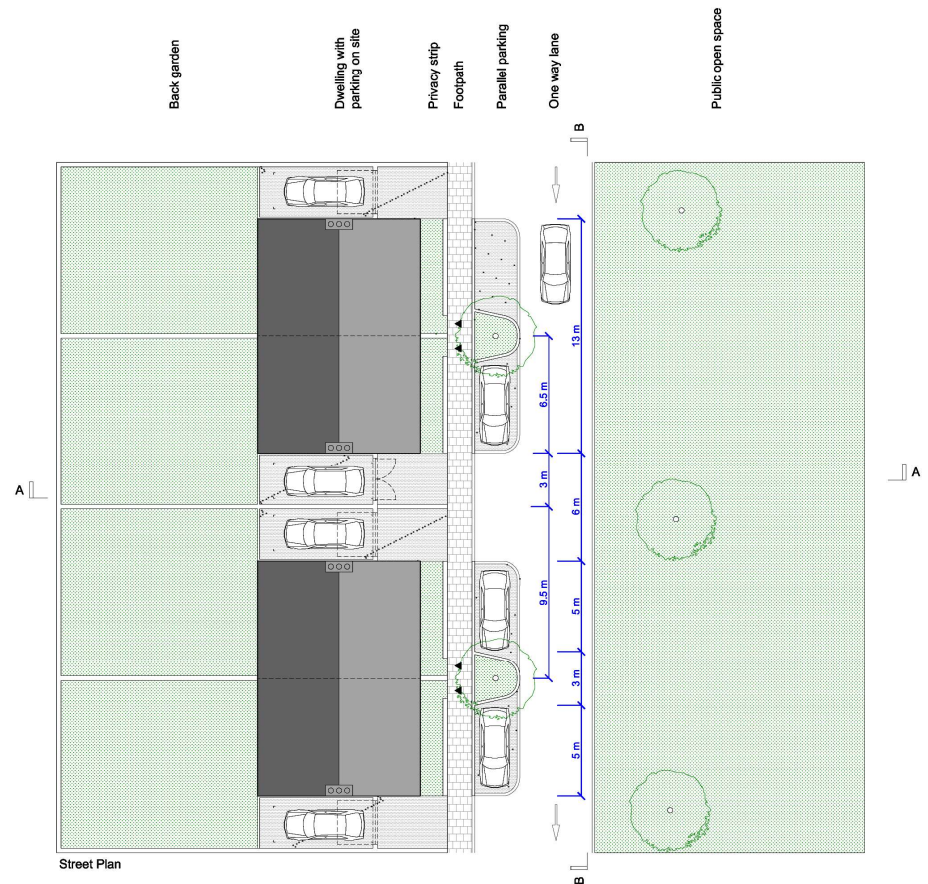 Back garden
Dwelling with
parking on site
Privacy strip
Footpath
Parallel parking
One way lane
Public open space
B
13 m
6.5 m
A
A
3 m
6 m
9.5 m
5 m
3 m
5 m
Street Plan
B